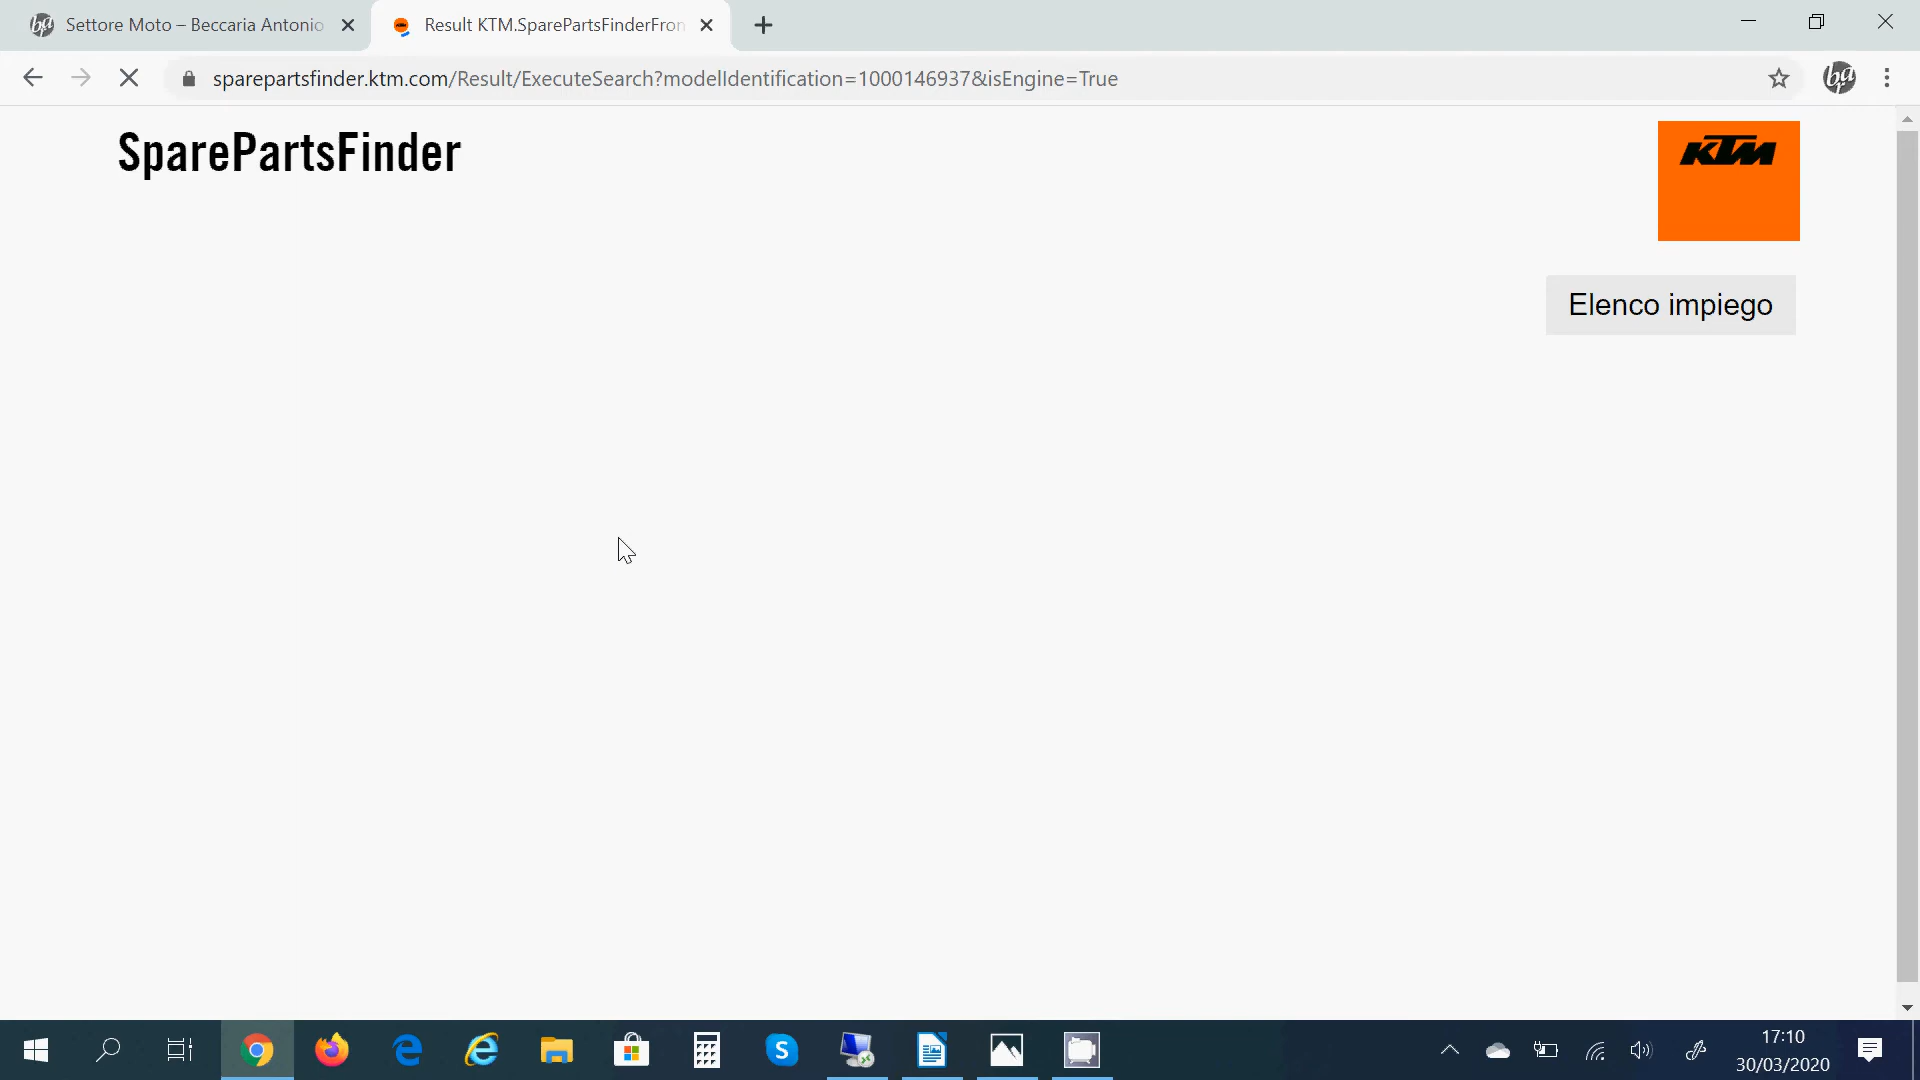 Settore Moto – Beccaria Antonio
Result KTM.SparePartsFinderFron
sparepartsfinder.ktm.com/Result/ExecuteSearch?modelIdentification=1000146937&isEngine=True
SparePartsFinder
KTM
Elenco impiego
17:10
30/03/2020